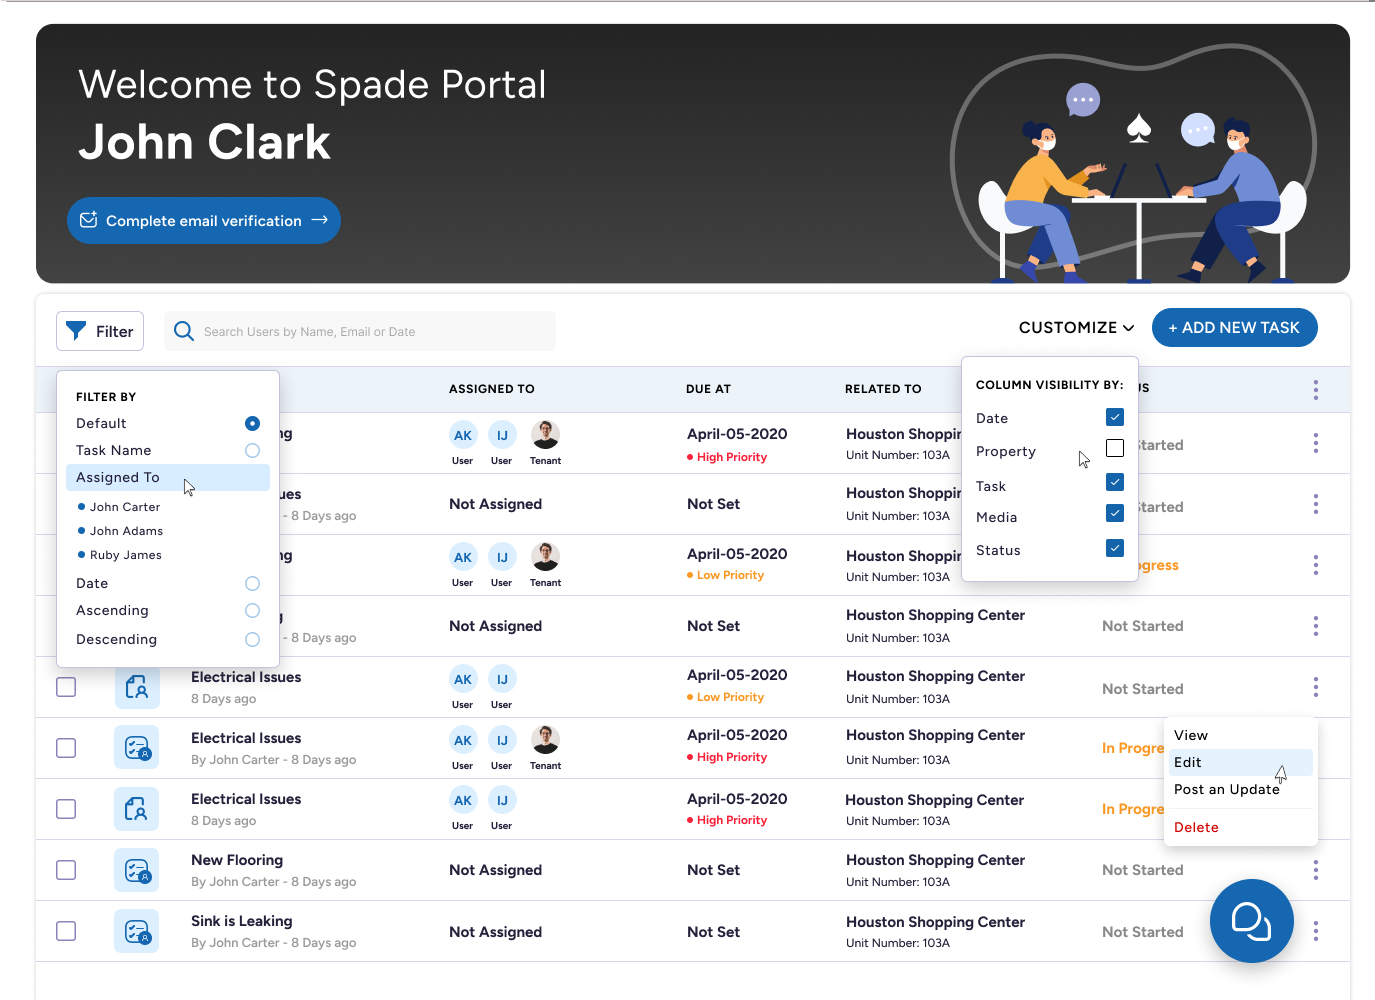 Welcome to Spade Portal
John Clark
Complete email verification
Filter
Search Users by Name, Email or Date
CUSTOMIZE
+ ADD NEW TASK
FILTER BY
Default
Task Name
Assigned To
John Carter
John Adams
Ruby James
Date
Ascending
Descending
COLUMN VISIBILITY BY:
Date
Property
Task
Media
Status
ASSIGNED TO
DUE AT
RELATED TO
AK
IJ
User
User
Tenant
April-05-2020
High Priority
Houston
Unit Number: 103A
Started
- 8 Days ago
Not Assigned
Not Set
Houston
Unit Number: 103A
Started
AK
IJ
User
User
Tenant
April-05-2020
Low Priority
Houston
Unit Number: 103A
- 8 Days ago
Not Assigned
Not Set
Houston Shopping Center
Unit Number: 103A
Not Started
Electrical Issues
8 Days ago
AK
IJ
User
User
April-05-2020
Low Priority
Houston Shopping Center
Unit Number: 103A
Not Started
Electrical Issues
By John Carter - 8 Days ago
AK
IJ
User
User
Tenant
April-05-2020
High Priority
Houston Shopping Center
Unit Number: 103A
In Progre
View
Edit
Post an Update
Delete
Electrical Issues
8 Days ago
AK
IJ
User
User
April-05-2020
High Priority
Houston Shopping Center
Unit Number: 103A
In Progre
New Flooring
By John Carter - 8 Days ago
Not Assigned
Not Set
Houston Shopping Center
Unit Number: 103A
Not Started
Sink is Leaking
By John Carter - 8 Days ago
Not Assigned
Not Set
Houston Shopping Center
Unit Number: 103A
Not Started